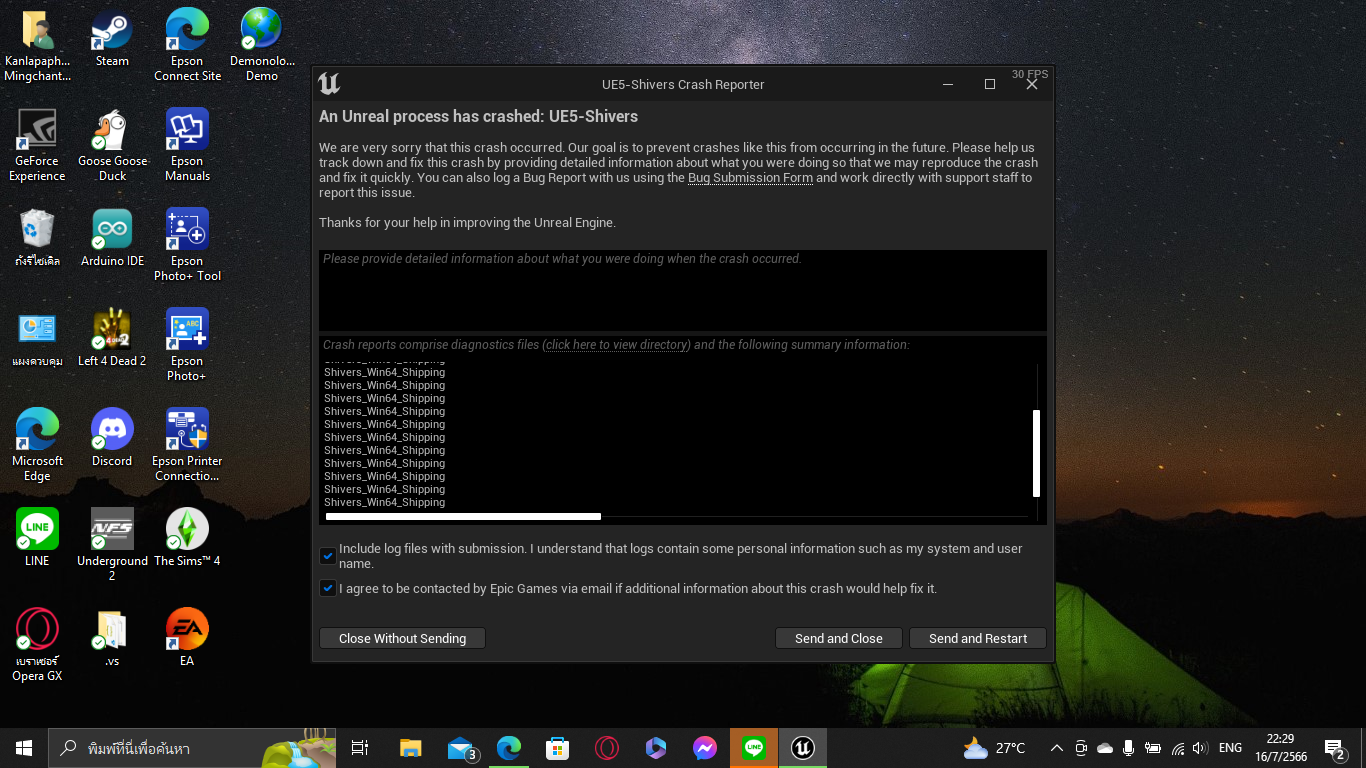 Kanlapaph...
Mingchant...
Steam
Epson
Connect Site
Demonolo...
Demo
GeForce
Experience
Goose Goose
Duck
Epson
Manuals
ถังรีไซเคิล
Arduino IDE
Epson
Photo+ Tool
แผงควบคุม
Left 4 Dead 2
Epson
Photo+
Microsoft
Edge
Discord
Epson Printer
Connectio...
LINE
Underground
2
The Sims™ 4
เบราเซอร์
Opera GX
.vs
EA
30 FPS
UE5-Shivers Crash Reporter
An Unreal process has crashed: UE5-Shivers
We are very sorry that this crash occurred. Our goal is to prevent crashes like this from occurring in the future. Please help us
track down and fix this crash by providing detailed information about what you were doing so that we may reproduce the crash
and fix it quickly. You can also log a Bug Report with us using the Bug Submission Form and work directly with support staff to
report this issue.
Thanks for your help in improving the Unreal Engine.
Please provide detailed information about what you were doing when the crash occurred.
Crash reports comprise diagnostics files (click here to view directory) and the following summary information:
Shivers_Win64_Shipping
Shivers_Win64_Shipping
Shivers_Win64_Shipping
Shivers_Win64_Shipping
Shivers_Win64_Shipping
Shivers_Win64_Shipping
Shivers_Win64_Shipping
Shivers_Win64_Shipping
Shivers_Win64_Shipping
Shivers_Win64_Shipping
Shivers_Win64_Shipping
Shivers_Win64_Shipping
Include log files with submission. I understand that logs contain some personal information such as my system and user
name.
I agree to be contacted by Epic Games via email if additional information about this crash would help fix it.
Close Without Sending
Send and Close
Send and Restart
พิมพ์ที่นี่เพื่อค้นหา
3
LINE
27°C
ENG
22:29
16/7/2566
2